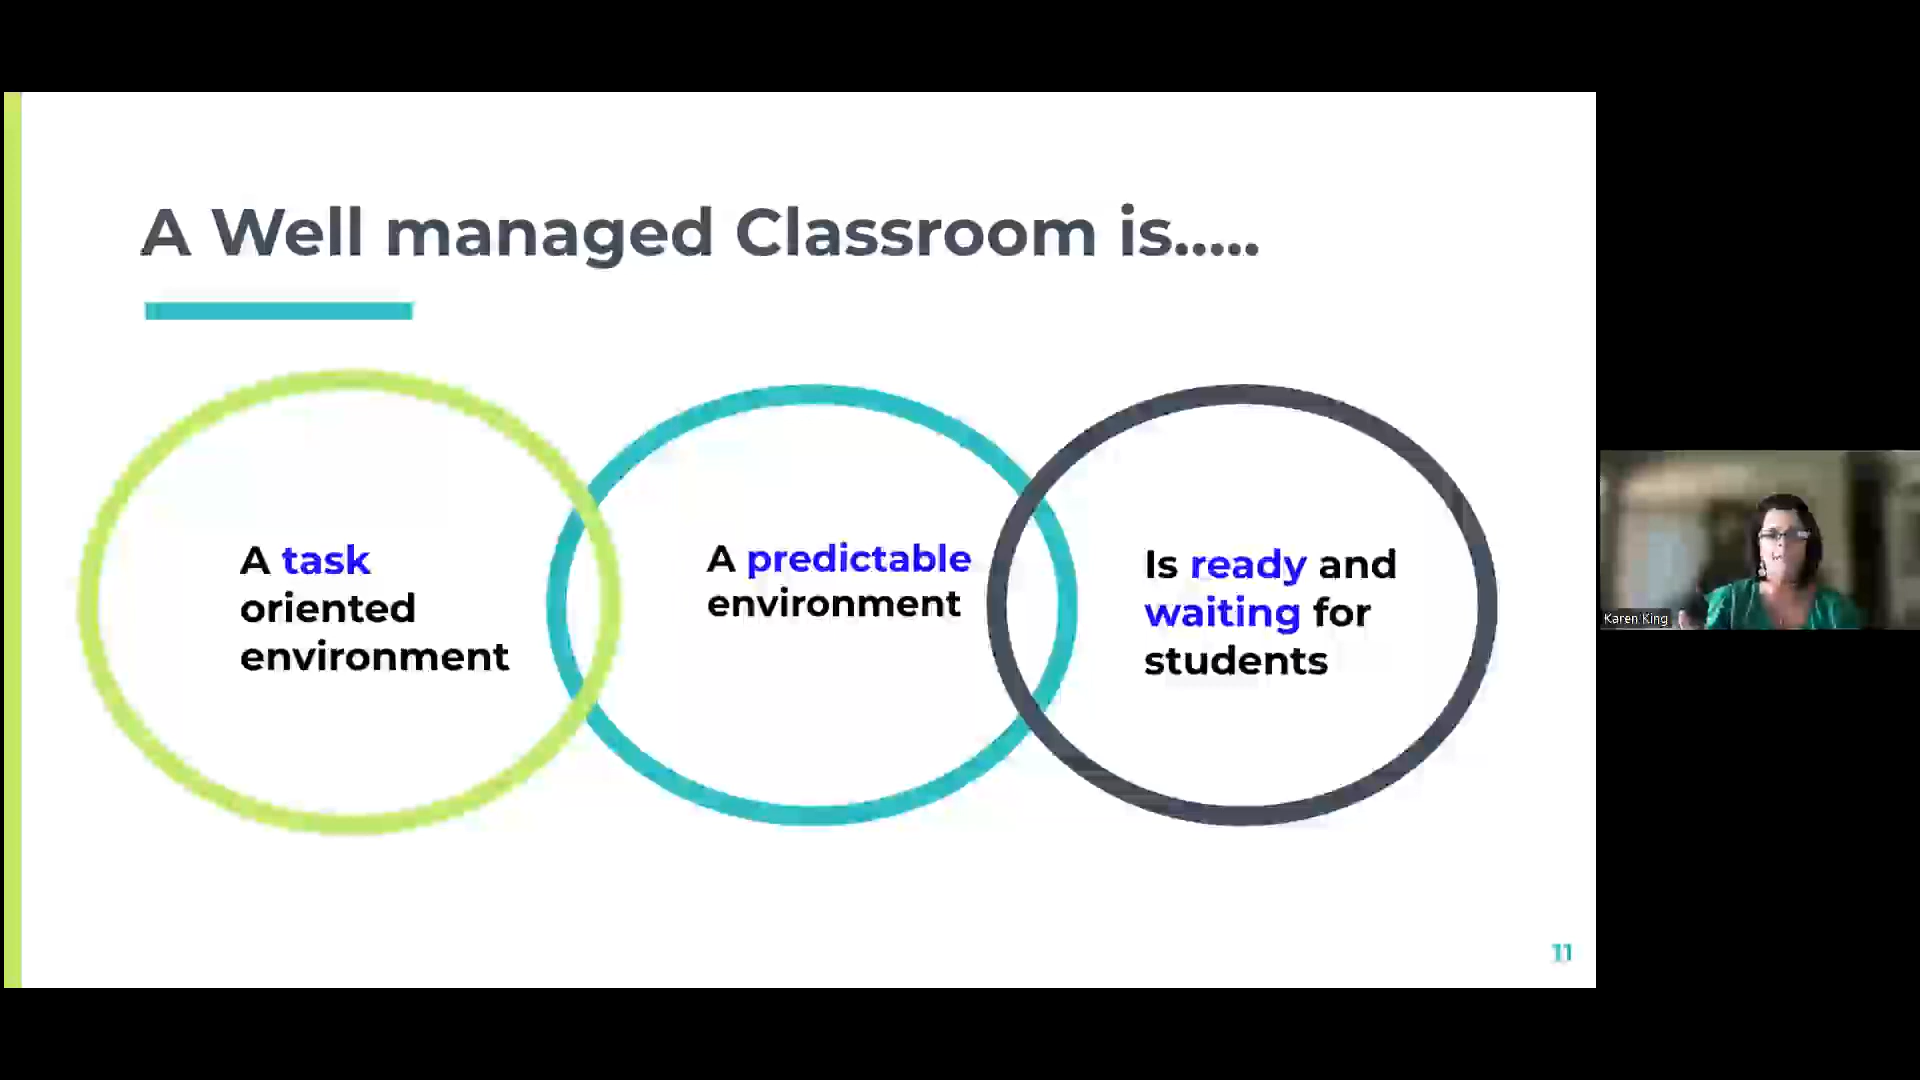 A Well managed Classroom is.....
A task
oriented
environment
A predictable
environment
Is ready and
waiting for
students
Karen King
11